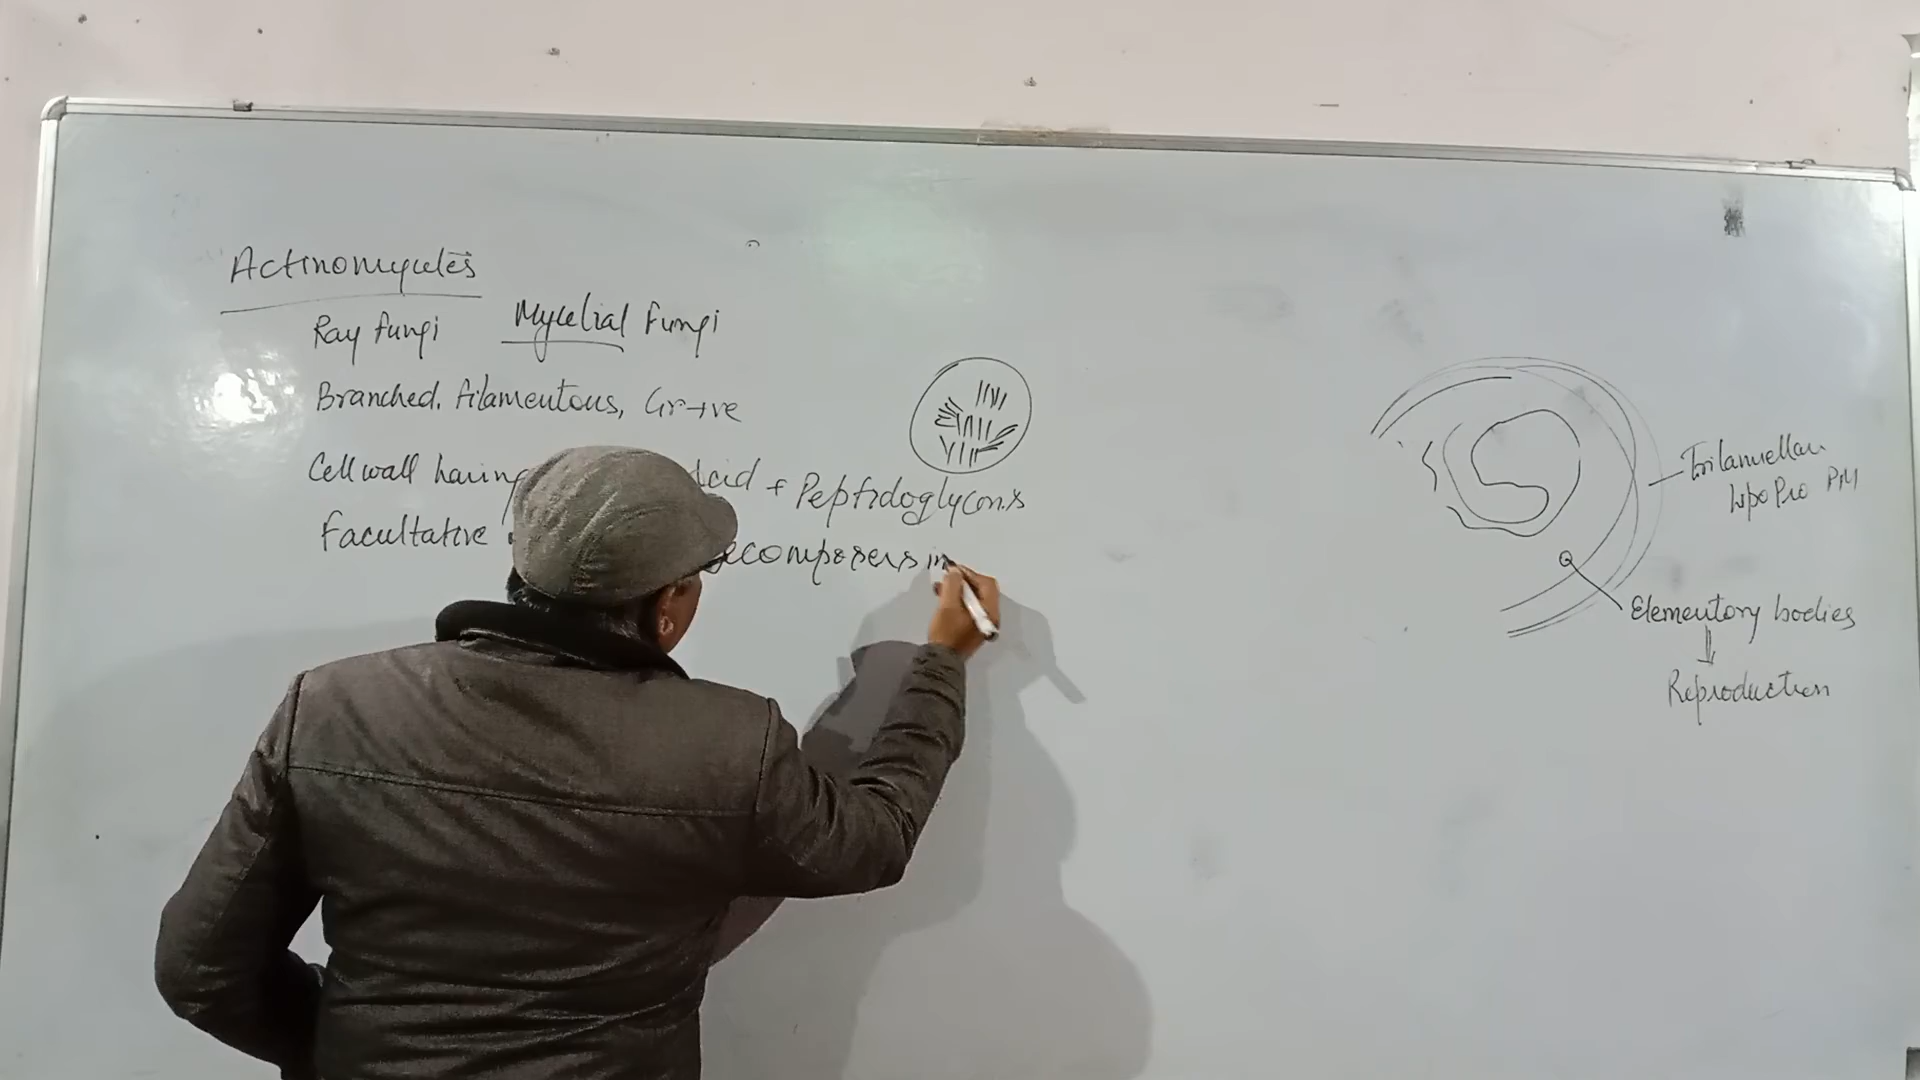 Actinomycetes
Ray fungi Mycelial Fungi
Branched, filamentous, Gr+ve
Cell wall having acid + Peptidoglycans
Facultative decomposers in
Trilamellar
lipo Pro PM
Elementory bodies
Reproduction